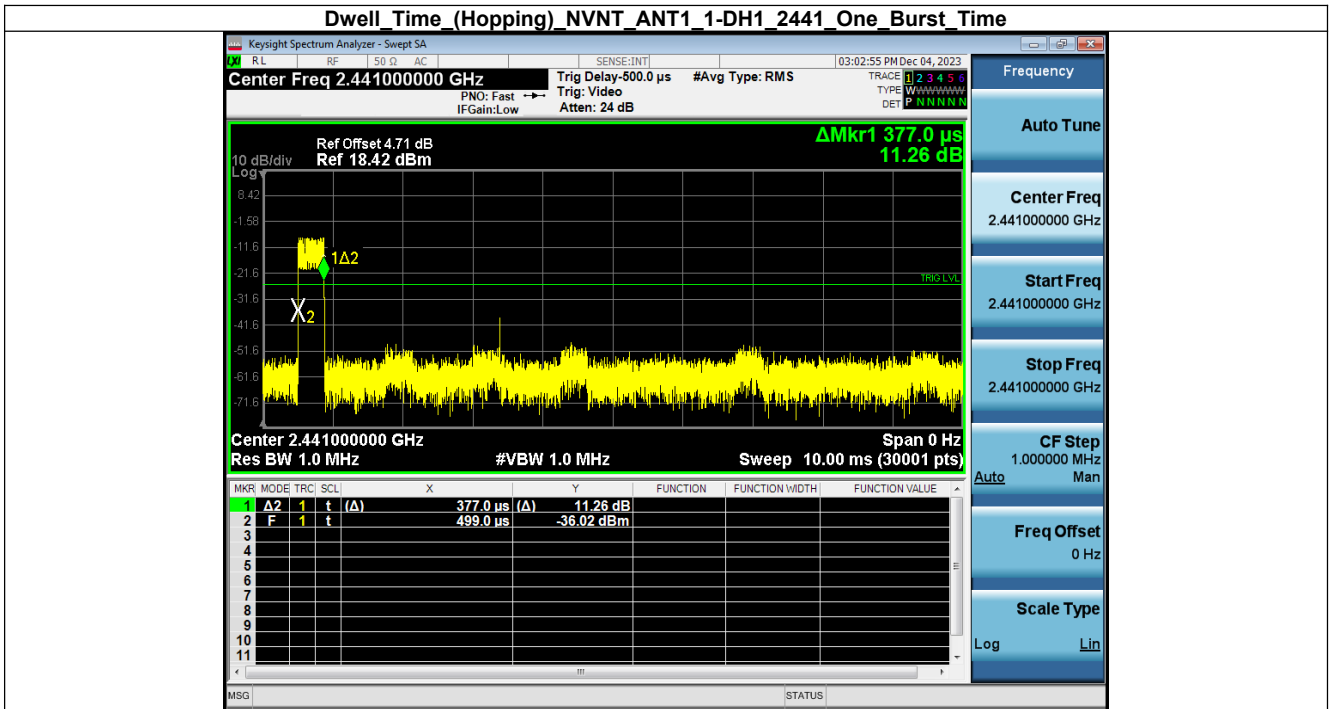 Dwell_Time_(Hopping)_NVNT_ANT1_1-DH1_2441_One_Burst_Time
Keysight Spectrum Analyzer - Swept SA
LXI RL RF 50 Ω AC SENSE:INT 03:02:55 PM Dec 04, 2023
Center Freq 2.441000000 GHz
PNO: Fast
IFGain:Low
Trig Delay-500.0 µs
Trig: Video
Atten: 24 dB
#Avg Type: RMS
TRACE 1 2 3 4 5 6
TYPE WWWWWW
DET P N N N N N
Frequency
Auto Tune
Center Freq
2.441000000 GHz
Start Freq
2.441000000 GHz
Stop Freq
2.441000000 GHz
CF Step
1.000000 MHz
Auto Man
Freq Offset
0 Hz
Scale Type
Log Lin
ΔMkr1 377.0 µs
11.26 dB
Ref Offset 4.71 dB
10 dB/div Ref 18.42 dBm
Log
8.42
-1.58
-11.6
-21.6
-31.6
-41.6
-51.6
-61.6
-71.6
1Δ2
X2
TRIG LVL
Center 2.441000000 GHz Span 0 Hz
Res BW 1.0 MHz #VBW 1.0 MHz Sweep 10.00 ms (30001 pts)
MKR MODE TRC SCL X Y FUNCTION FUNCTION WIDTH FUNCTION VALUE
1 Δ2 1 t (Δ) 377.0 µs (Δ) 11.26 dB
2 F 1 t 499.0 µs -36.02 dBm
3
4
5
6
7
8
9
10
11
MSG STATUS